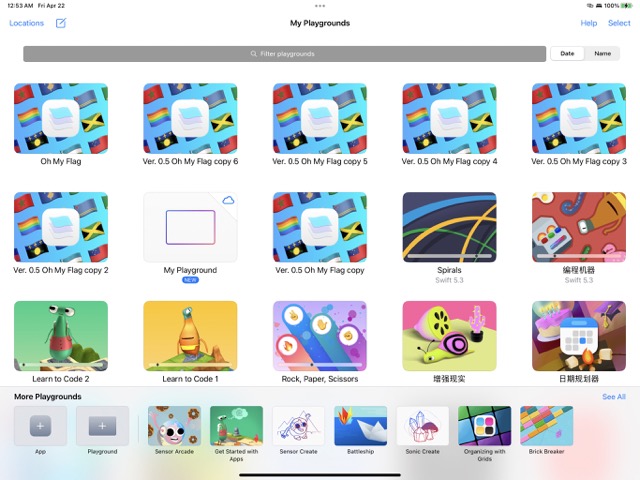 12:53 AM Fri Apr 22
100%
Locations
My Playgrounds
Help
Select
Filter playgrounds
Date
Name
Oh My Flag
Ver. 0.5 Oh My Flag copy 6
Ver. 0.5 Oh My Flag copy 5
Ver. 0.5 Oh My Flag copy 4
Ver. 0.5 Oh My Flag copy 3
Ver. 0.5 Oh My Flag copy 2
My Playground
NEW
Ver. 0.5 Oh My Flag copy
Spirals
Swift 5.3
编程机器
Swift 5.3
Learn to Code 2
Learn to Code 1
Rock, Paper, Scissors
增强现实
日期规划器
More Playgrounds
See All
App
Playground
Sensor Arcade
Get Started with
Apps
Sensor Create
Battleship
Sonic Create
Organizing with
Grids
Brick Breaker